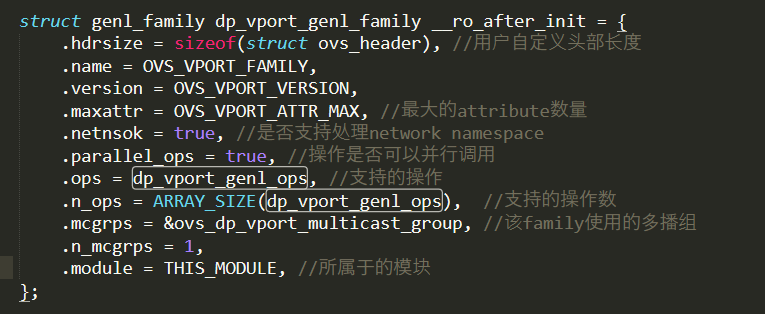 struct genl_family dp_vport_genl_family __ro_after_init = {
    .hdrsize = sizeof(struct ovs_header), //用户自定义头部长度
    .name = OVS_VPORT_FAMILY,
    .version = OVS_VPORT_VERSION,
    .maxattr = OVS_VPORT_ATTR_MAX, //最大的attribute数量
    .netnsok = true, //是否支持处理network namespace
    .parallel_ops = true, //操作是否可以并行调用
    .ops = dp_vport_genl_ops, //支持的操作
    .n_ops = ARRAY_SIZE(dp_vport_genl_ops),  //支持的操作数
    .mcgrps = &ovs_dp_vport_multicast_group, //该family使用的多播组
    .n_mcgrps = 1,
    .module = THIS_MODULE, //所属于的模块
};